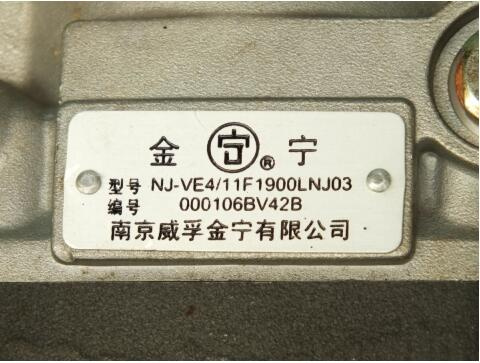 金 宁® 宁
型号 NJ-VE4/11F1900LNJ03
编号 000106BV42B
南京威孚金宁有限公司